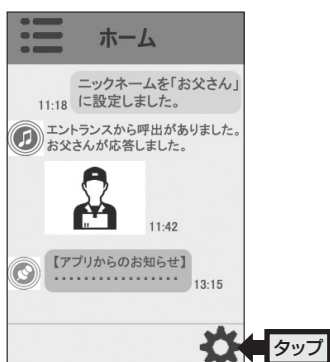 ホーム
ニックネームを「お父さん」
に設定しました。
11:18
エントランスから呼出がありました。
お父さんが応答しました。
11:42
【アプリからのお知らせ】
・・・・・・・・・・・・・・・・・
13:15
タップ